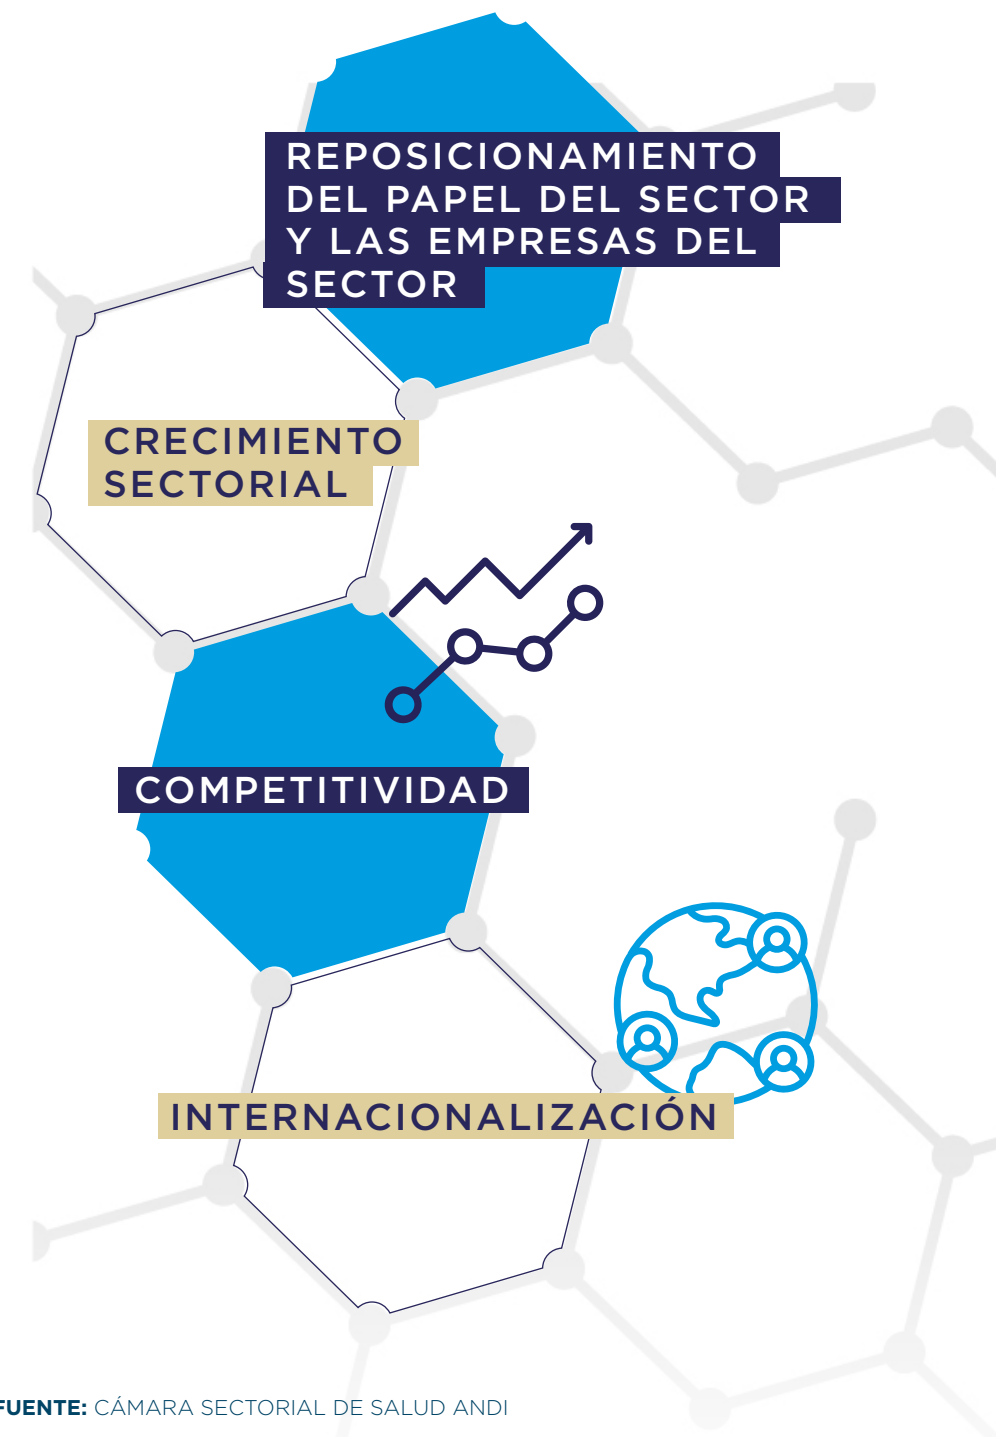 REPOSICIONAMIENTO
DEL PAPEL DEL SECTOR
Y LAS EMPRESAS DEL
SECTOR
CRECIMIENTO
SECTORIAL
COMPETITIVIDAD
INTERNACIONALIZACIÓN
FUENTE: CÁMARA SECTORIAL DE SALUD ANDI